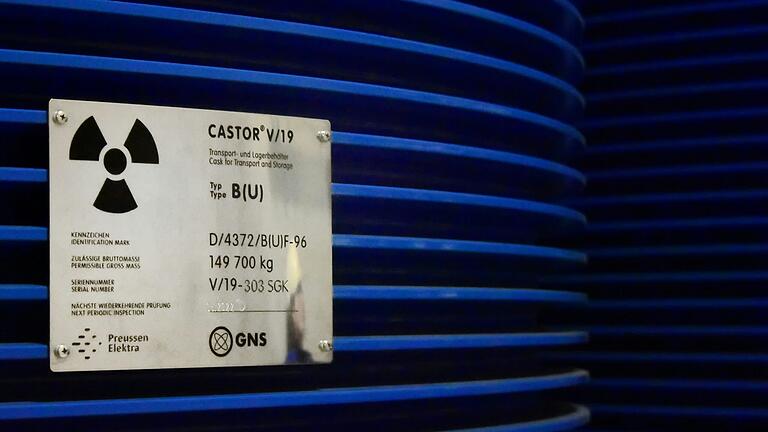 CASTOR® V/19
Transport- und Lagerbehälter
Cask for Transport and Storage
Typ
Type B(U)
KENNZEICHEN
IDENTIFICATION MARK
D/4372/B(U)F-96
ZULÄSSIGE BRUTTOMASSE
PERMISSIBLE GROSS MASS
149 700 kg
SERIENNUMMER
SERIAL NUMBER
V/19-303 SGK
NÄCHSTE WIEDERKEHRENDE PRÜFUNG
NEXT PERIODIC INSPECTION
Preussen
Elektra
GNS